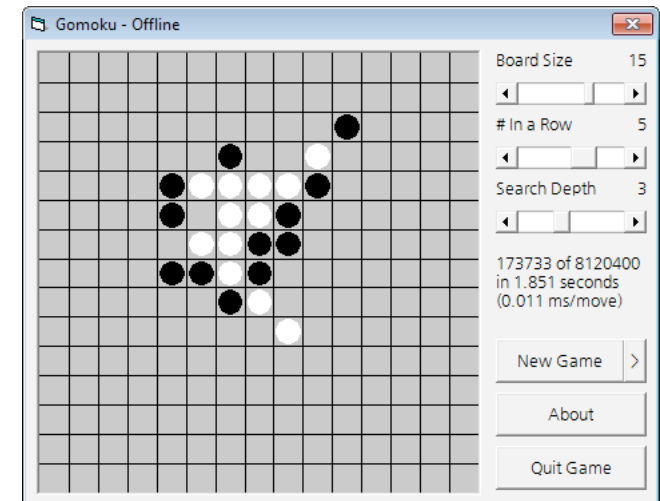 Gomoku - Offline
Board Size 15
# In a Row 5
Search Depth 3
173733 of 8120400
in 1.851 seconds
(0.011 ms/move)
New Game >
About
Quit Game